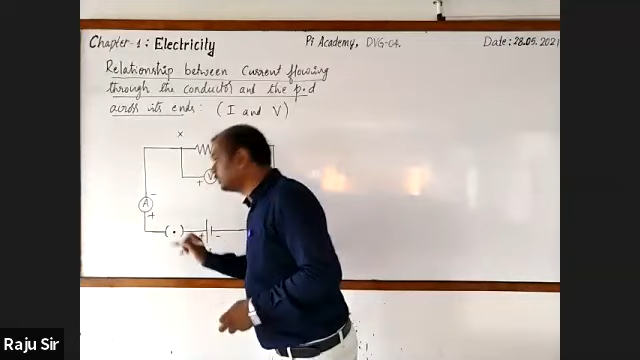 Chapter-1: Electricity
Pi Academy, DVG-04.
Date: 28.05.2021
Relationship between current flowing
through the conductor and the p.d
across its ends: (I and V)
X
+ V
-
A
+
( • )
+ -
Raju Sir